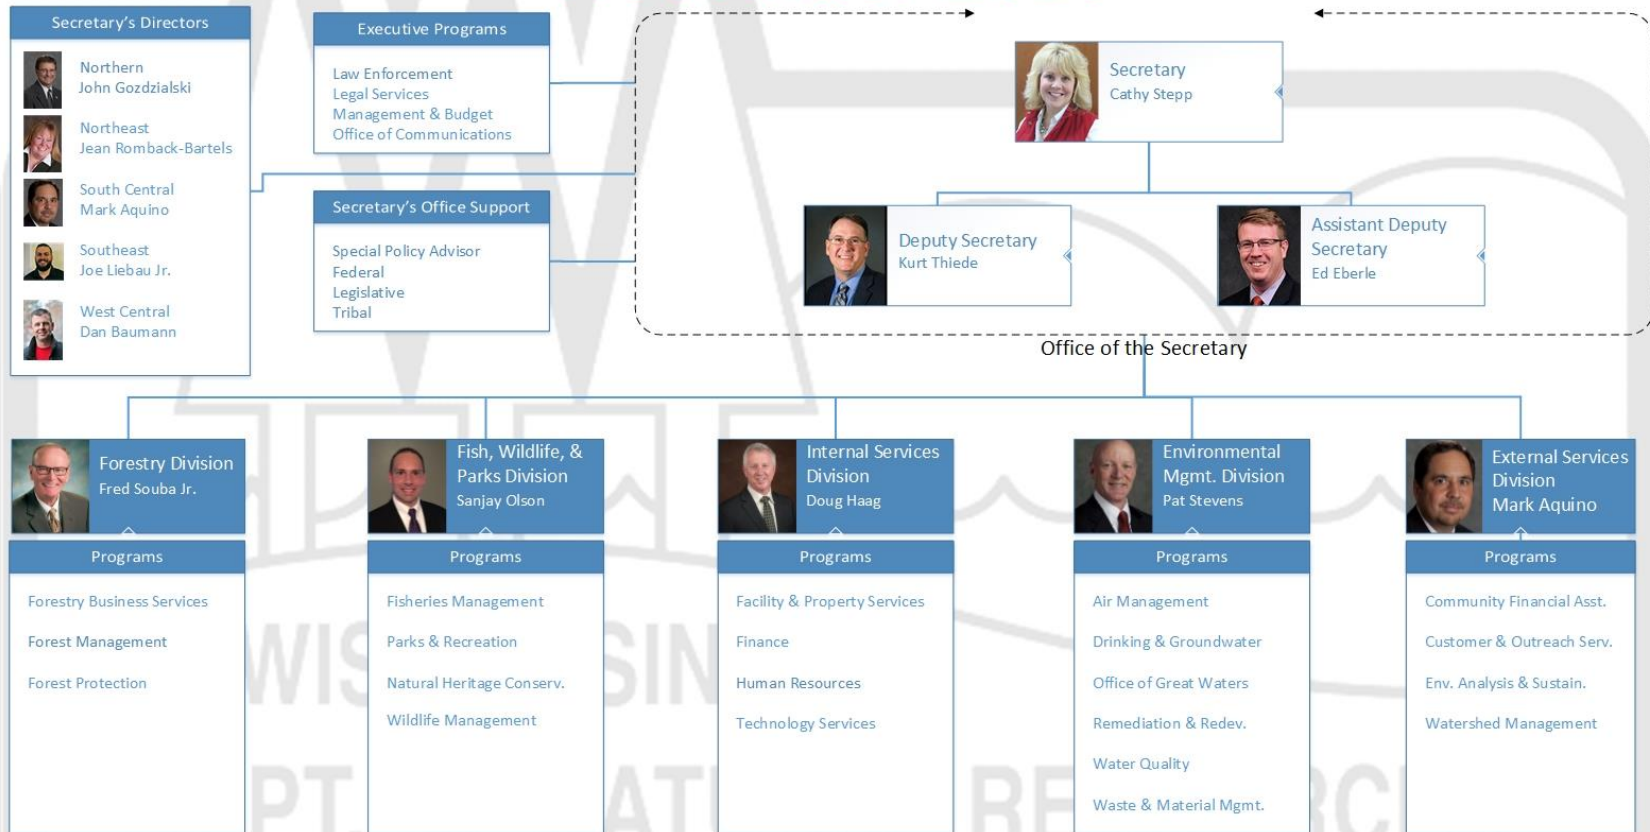 Secretary's Directors
Northern
John Gozdzialski
Northeast
Jean Romback-Bartels
South Central
Mark Aquino
Southeast
Joe Liebau Jr.
West Central
Dan Baumann
Executive Programs
Law Enforcement
Legal Services
Management & Budget
Office of Communications
Secretary's Office Support
Special Policy Advisor
Federal
Legislative
Tribal
Secretary
Cathy Stepp
Deputy Secretary
Kurt Thiede
Assistant Deputy
Secretary
Ed Eberle
Office of the Secretary
Forestry Division
Fred Souba Jr.
Programs
Forestry Business Services
Forest Management
Forest Protection
Fish, Wildlife, &
Parks Division
Sanjay Olson
Programs
Fisheries Management
Parks & Recreation
Natural Heritage Conserv.
Wildlife Management
Internal Services
Division
Doug Haag
Programs
Facility & Property Services
Finance
Human Resources
Technology Services
Environmental
Mgmt. Division
Pat Stevens
Programs
Air Management
Drinking & Groundwater
Office of Great Waters
Remediation & Redev.
Water Quality
Waste & Material Mgmt.
External Services
Division
Mark Aquino
Programs
Community Financial Asst.
Customer & Outreach Serv.
Env. Analysis & Sustain.
Watershed Management